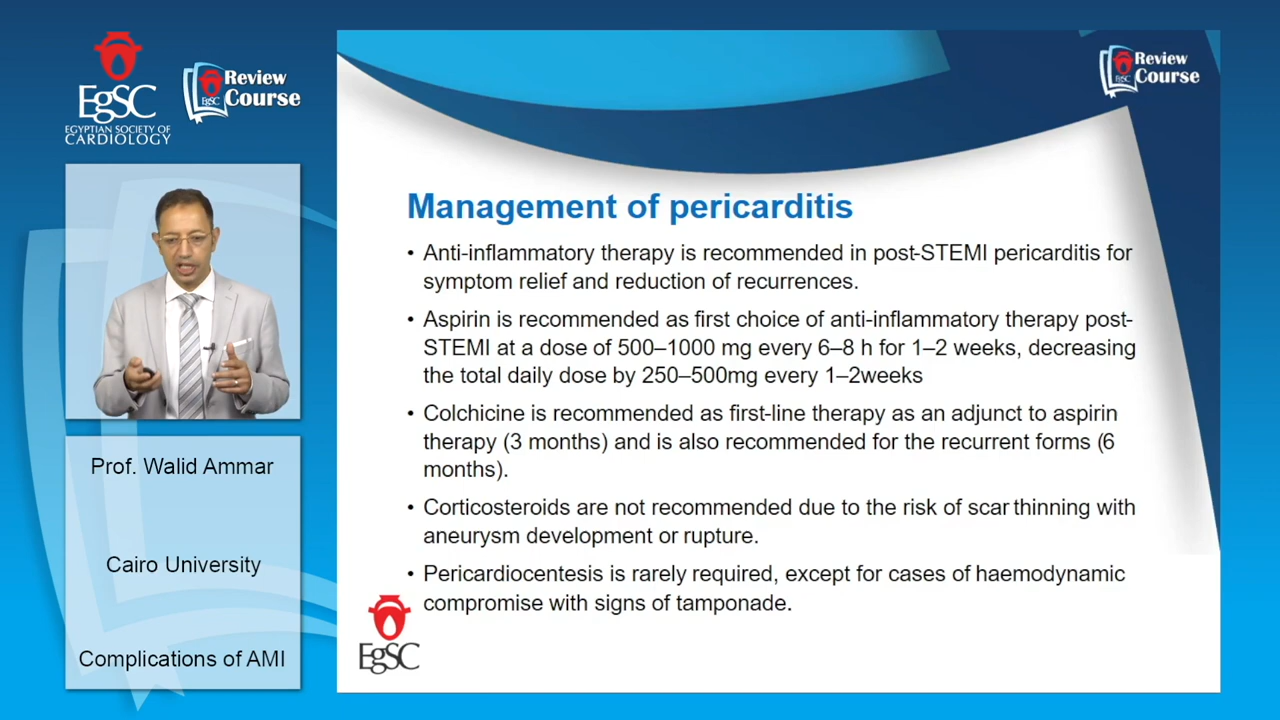 EgSC
EGYPTIAN SOCIETY OF
CARDIOLOGY
EgSC
Review
Course
EgSC
Review
Course
Management of pericarditis
• Anti-inflammatory therapy is recommended in post-STEMI pericarditis for
symptom relief and reduction of recurrences.
• Aspirin is recommended as first choice of anti-inflammatory therapy post-
STEMI at a dose of 500–1000 mg every 6–8 h for 1–2 weeks, decreasing
the total daily dose by 250–500mg every 1–2weeks
• Colchicine is recommended as first-line therapy as an adjunct to aspirin
therapy (3 months) and is also recommended for the recurrent forms (6
months).
• Corticosteroids are not recommended due to the risk of scar thinning with
aneurysm development or rupture.
• Pericardiocentesis is rarely required, except for cases of haemodynamic
compromise with signs of tamponade.
EgSC
Prof. Walid Ammar
Cairo University
Complications of AMI